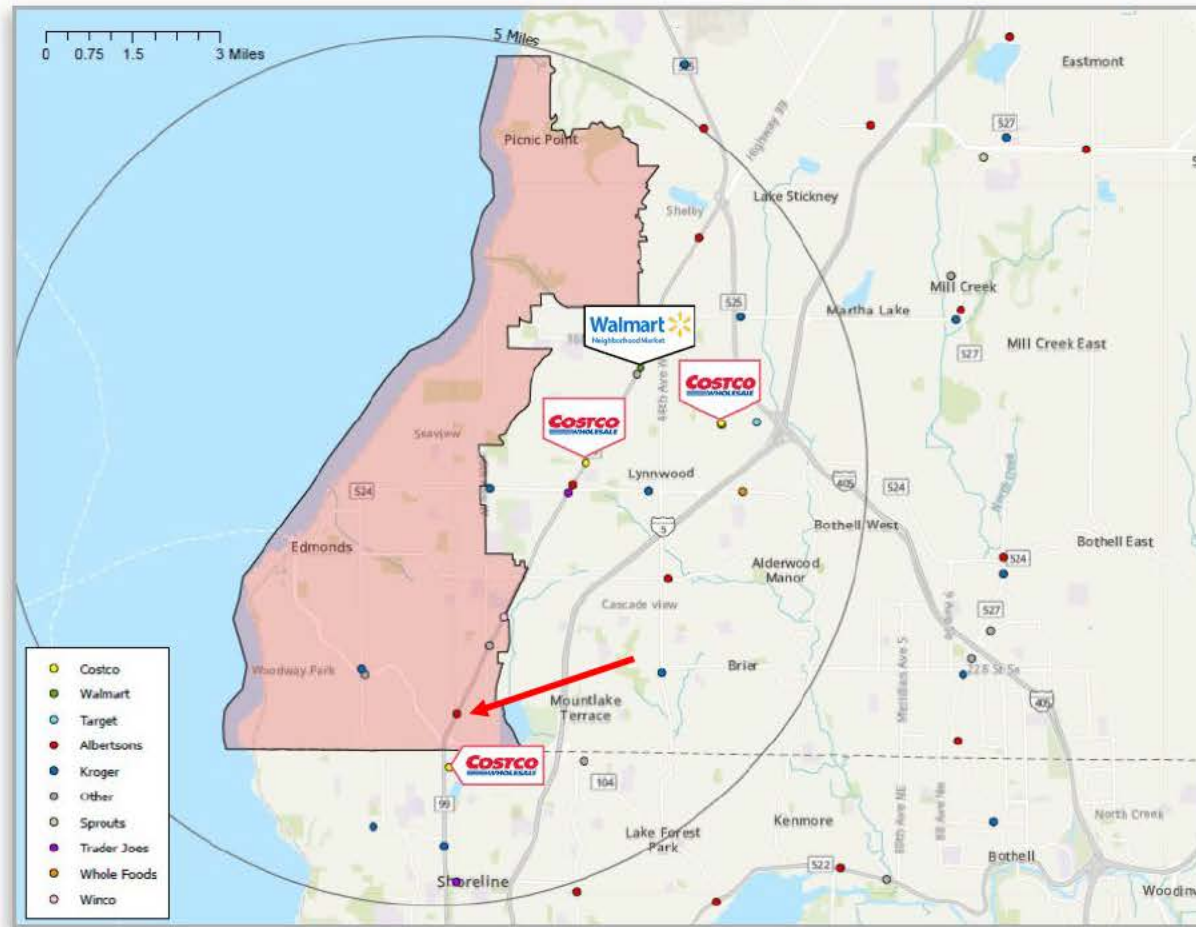 0 0.75 1.5 3 Miles
5 Miles
Eastmont
527
Highway 99
Picnic Point
Lake Stickney
Shelby
525
Martha Lake
Mill Creek
527
Mill Creek East
Walmart
Neighborhood Market
COSTCO
WHOLESALE
COSTCO
WHOLESALE
Seaview
Lynnwood
524
405
524
5
Bothell West
Bothell East
524
Edmonds
Alderwood
Manor
Cascade view
527
Woodway Park
Brier
Mountlake
Terrace
405
COSTCO
WHOLESALE
99
104
Lake Forest
Park
Kenmore
North Creek
Bothell
522
Shoreline
Costco
Walmart
Target
Albertsons
Kroger
Other
Sprouts
Trader Joes
Whole Foods
Winco